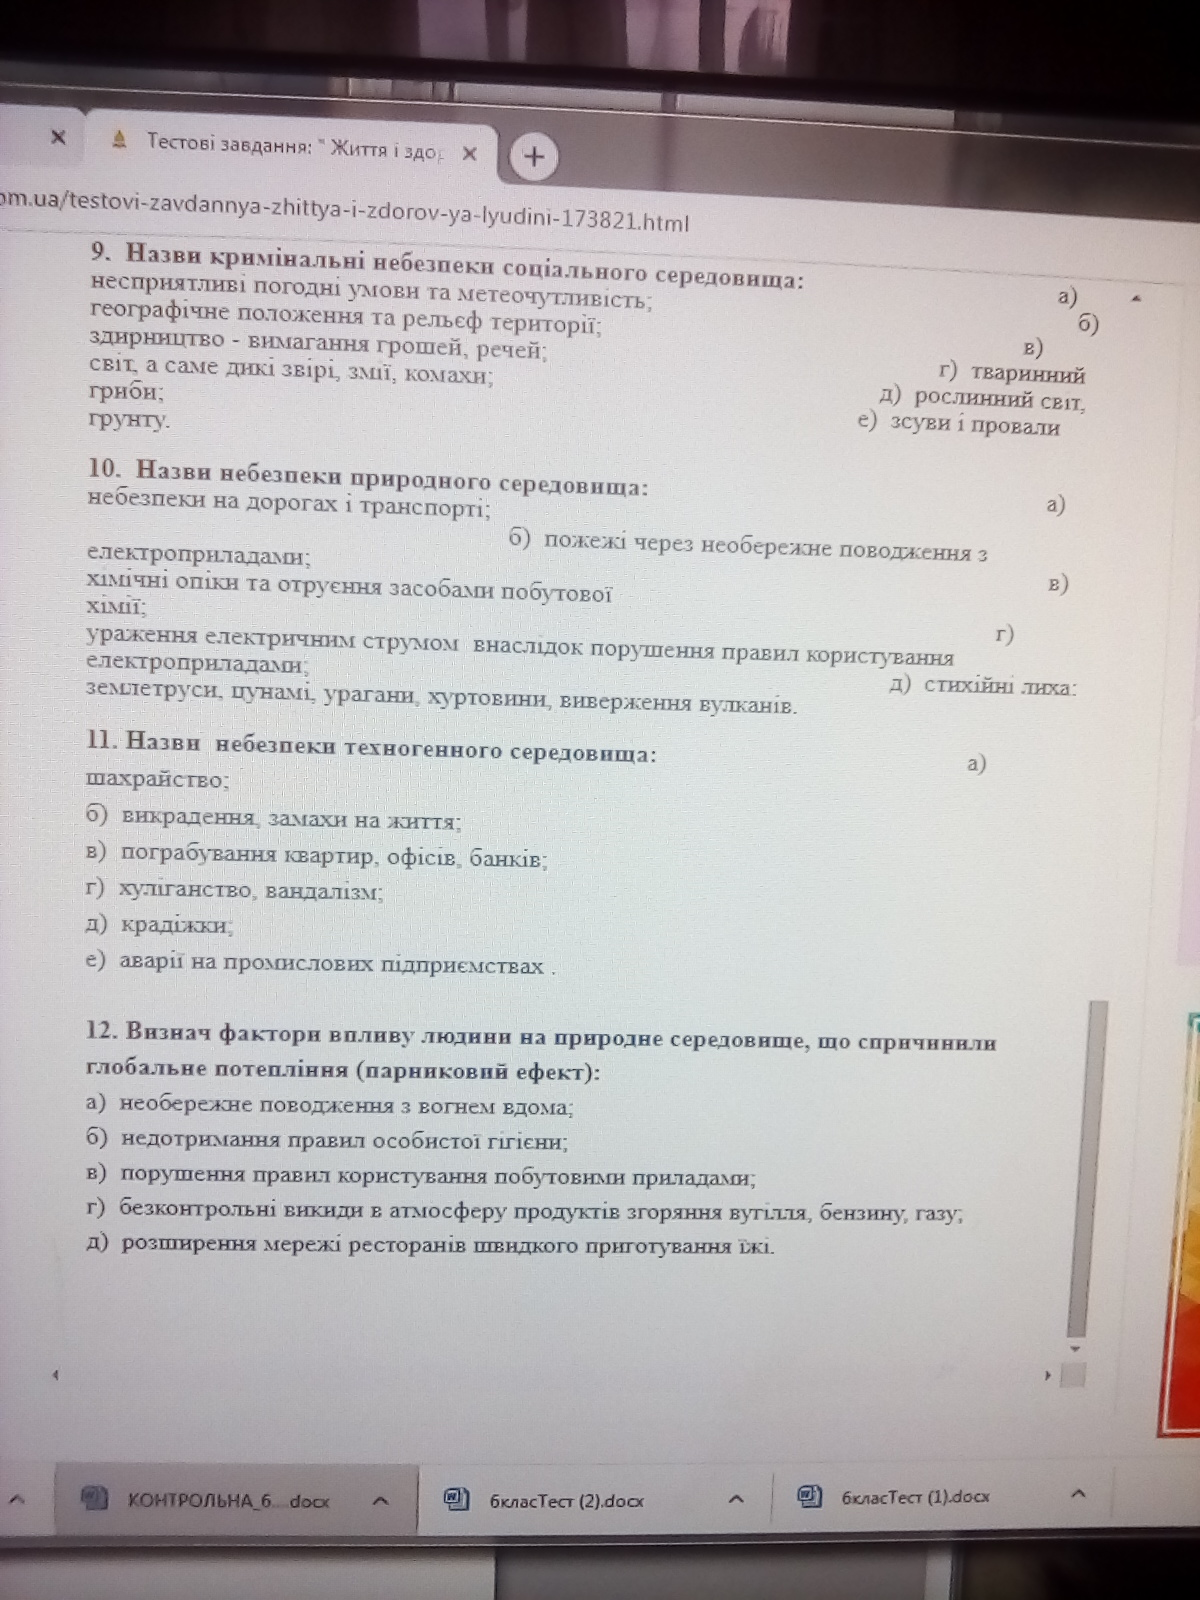 Тестові завдання: " Життя і здор
om.ua/testovi-zavdannya-zhittya-i-zdorov-ya-lyudini-173821.html
9. Назви кримінальні небезпеки соціального середовища: а)
несприятливі погодні умови та метеочутливість; б)
географічне положення та рельєф території; в)
здирництво - вимагання грошей, речей; г) тваринний
світ, а саме дикі звірі, змії, комахи; д) рослинний світ,
гриби; е) зсуви і провали
грунту.
10. Назви небезпеки природного середовища: а)
небезпеки на дорогах і транспорті;
б) пожежі через необережне поводження з
електроприладами; в)
хімічні опіки та отруєння засобами побутової
хімії; г)
ураження електричним струмом внаслідок порушення правил користування
електроприладами; д) стихійні лиха:
землетруси, цунамі, урагани, хуртовини, виверження вулканів.
11. Назви небезпеки техногенного середовища: а)
шахрайство;
б) викрадення, замахи на життя;
в) пограбування квартир, офісів, банків;
г) хуліганство, вандалізм;
д) крадіжки;
е) аварії на промислових підприємствах .
12. Визнач фактори впливу людини на природне середовище, що спричинили
глобальне потепління (парниковий ефект):
а) необережне поводження з вогнем вдома;
б) недотримання правил особистої гігієни;
в) порушення правил користування побутовими приладами;
г) безконтрольні викиди в атмосферу продуктів згоряння вугілля, бензину, газу;
д) розширення мережі ресторанів швидкого приготування їжі.
КОНТРОЛЬНА_6....docx 6класТест (2).docx 6класТест (1).docx